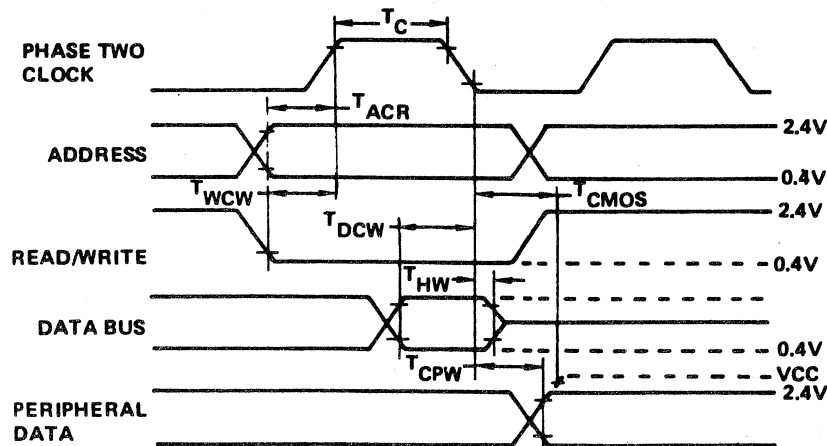 T_C
PHASE TWO
CLOCK
T_ACR
2.4V
ADDRESS
0.4V
T_WCW
T_CMOS
T_DCW
2.4V
READ/WRITE
0.4V
T_HW
DATA BUS
0.4V
T_CPW
VCC
2.4V
PERIPHERAL
DATA